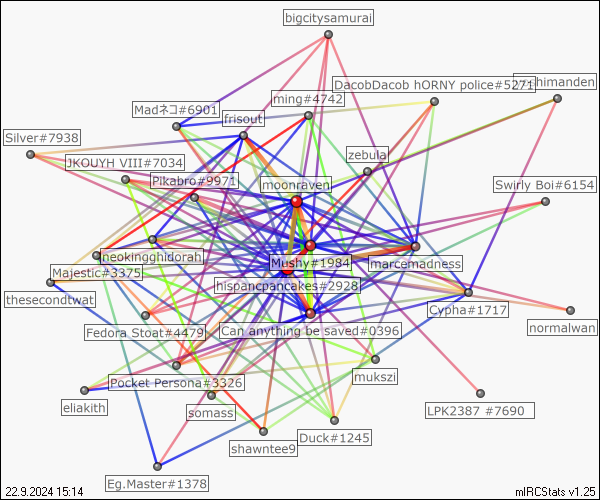 bigcitysamurai
DacobDacob hORNY police#5271
himanden
ming#4742
Madネコ#6901
frisout
Silver#7938
zebula
JKOUYH VIII#7034
Pikabro#9971
moonraven
Swirly Boi#6154
neokingghidorah
Mushy#1984
marcemadness
Majestic#3375
hispancpancakes#2928
thesecondtwat
Cypha#1717
Fedora_Stoat#4479
Can anything be saved#0396
normalwan
Pocket Persona#3326
mukszi
eliakith
somass
LPK2387 #7690
shawntee9
Duck#1245
Eg.Master#1378
22.9.2024 15:14
mIRCStats v1.25